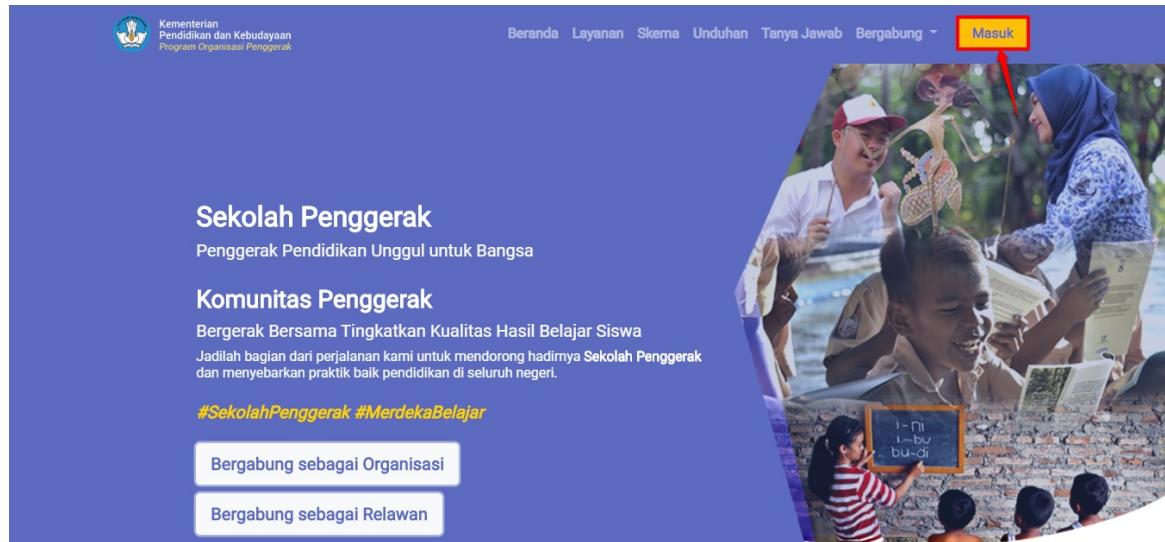 Kementerian
Pendidikan dan Kebudayaan
Program Organisasi Penggerak
Beranda Layanan Skema Unduhan Tanya Jawab Bergabung Masuk
Sekolah Penggerak
Penggerak Pendidikan Unggul untuk Bangsa
Komunitas Penggerak
Bergerak Bersama Tingkatkan Kualitas Hasil Belajar Siswa
Jadilah bagian dari perjalanan kami untuk mendorong hadirnya Sekolah Penggerak
dan menyebarkan praktik baik pendidikan di seluruh negeri.
#SekolahPenggerak #MerdekaBelajar
Bergabung sebagai Organisasi
Bergabung sebagai Relawan
i-ni
i-bu
bu-di